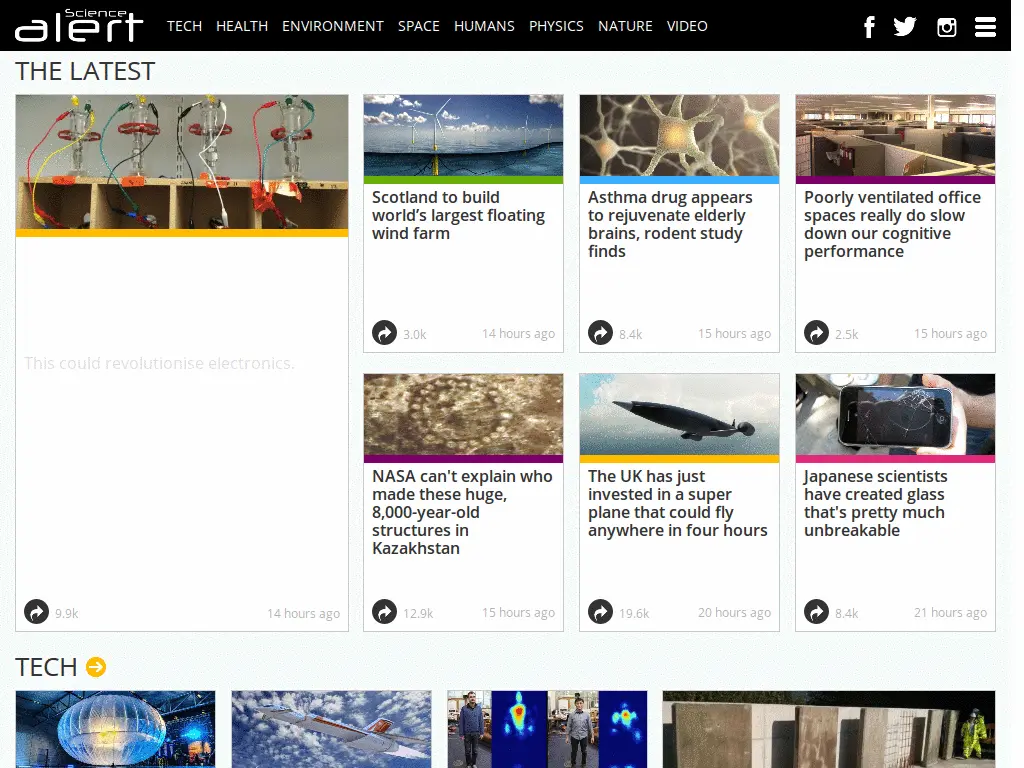 Science
alert
TECH HEALTH ENVIRONMENT SPACE HUMANS PHYSICS NATURE VIDEO
THE LATEST
This could revolutionise electronics.
9.9k 14 hours ago
Scotland to build
world’s largest floating
wind farm
3.0k 14 hours ago
Asthma drug appears
to rejuvenate elderly
brains, rodent study
finds
8.4k 15 hours ago
Poorly ventilated office
spaces really do slow
down our cognitive
performance
2.5k 15 hours ago
NASA can't explain who
made these huge,
8,000-year-old
structures in
Kazakhstan
12.9k 15 hours ago
The UK has just
invested in a super
plane that could fly
anywhere in four hours
19.6k 20 hours ago
Japanese scientists
have created glass
that's pretty much
unbreakable
8.4k 21 hours ago
TECH